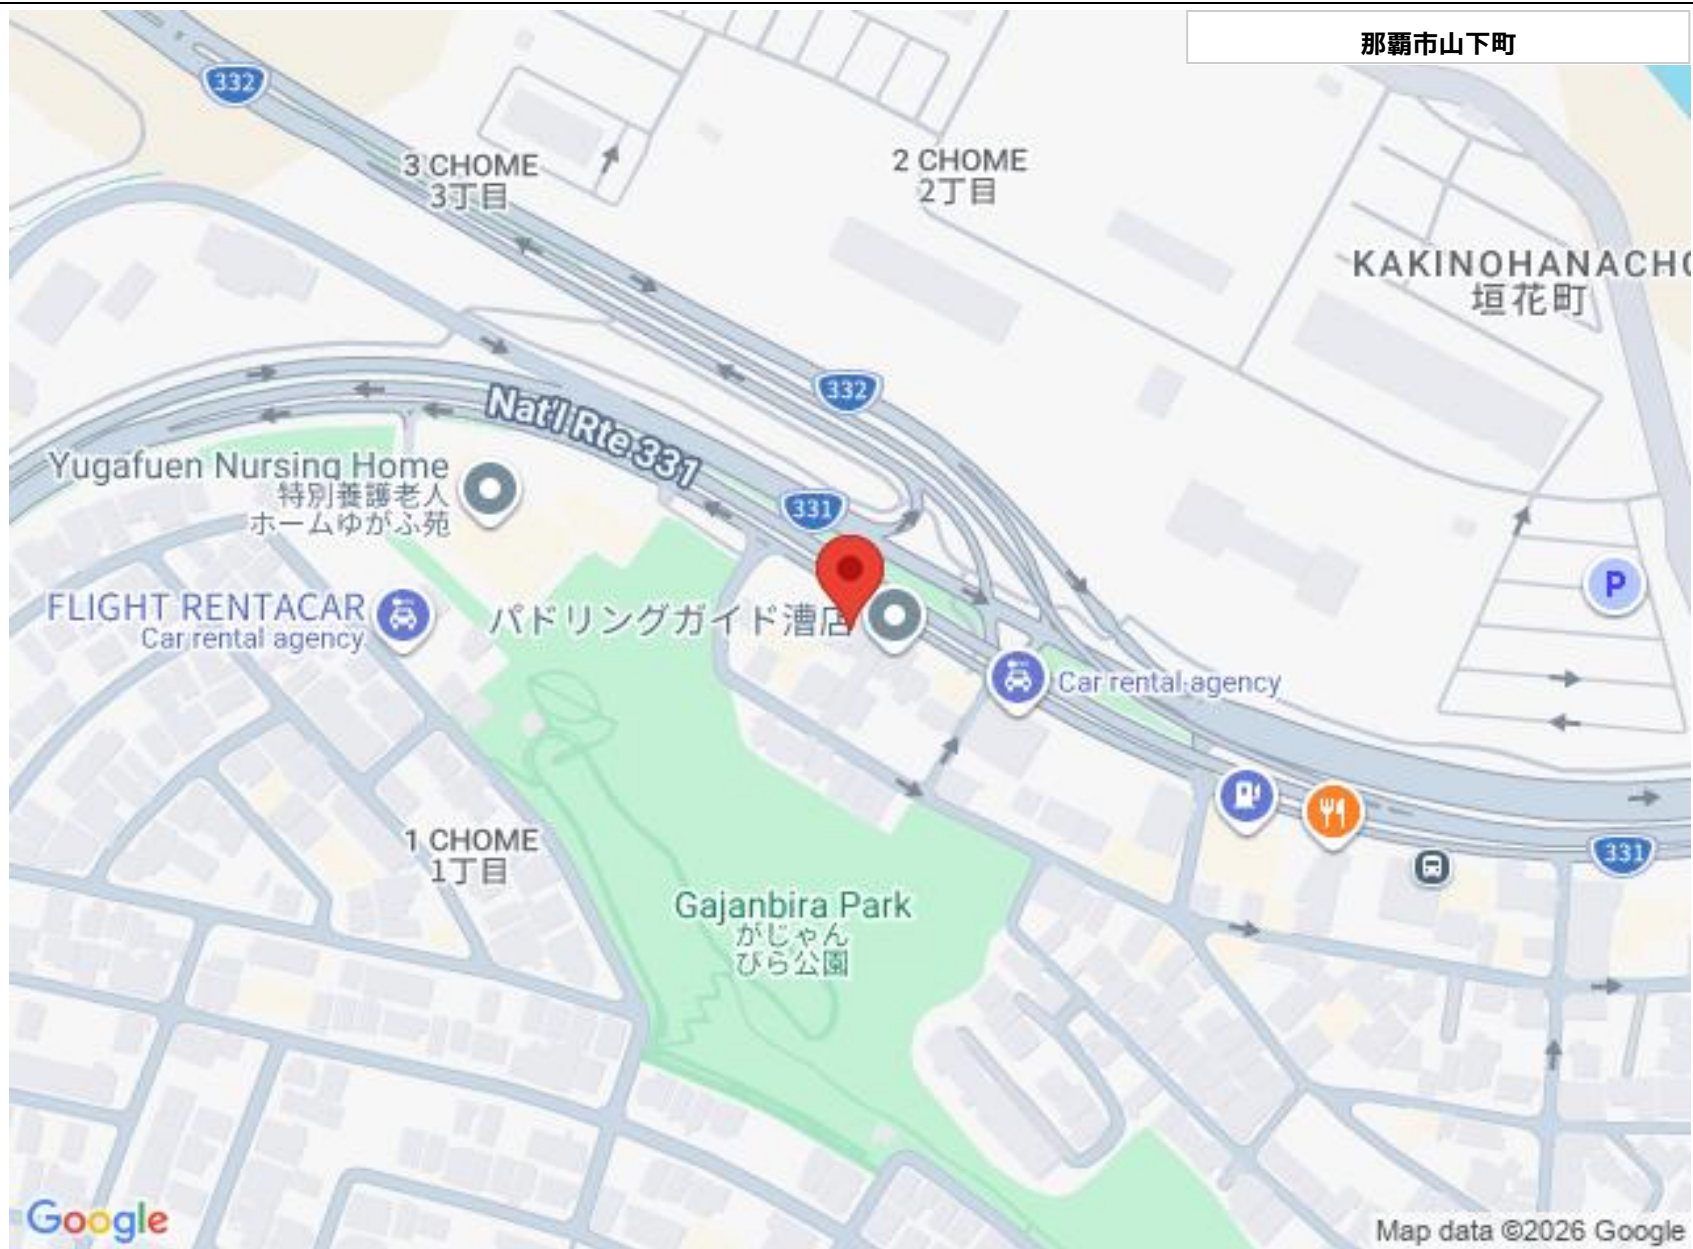 那覇市山下町
332
3 CHOME
3丁目
2 CHOME
2丁目
KAKINOHANACHO
垣花町
332
Nat'l Rte 331
Yugafuen Nursing Home
特別養護老人
ホームゆがふ苑
331
P
FLIGHT RENTACAR
Car rental agency
パドリングガイド漕店
Car rental agency
331
1 CHOME
1丁目
Gajanbira Park
がじゃん
びら公園
Google
Map data ©2026 Google